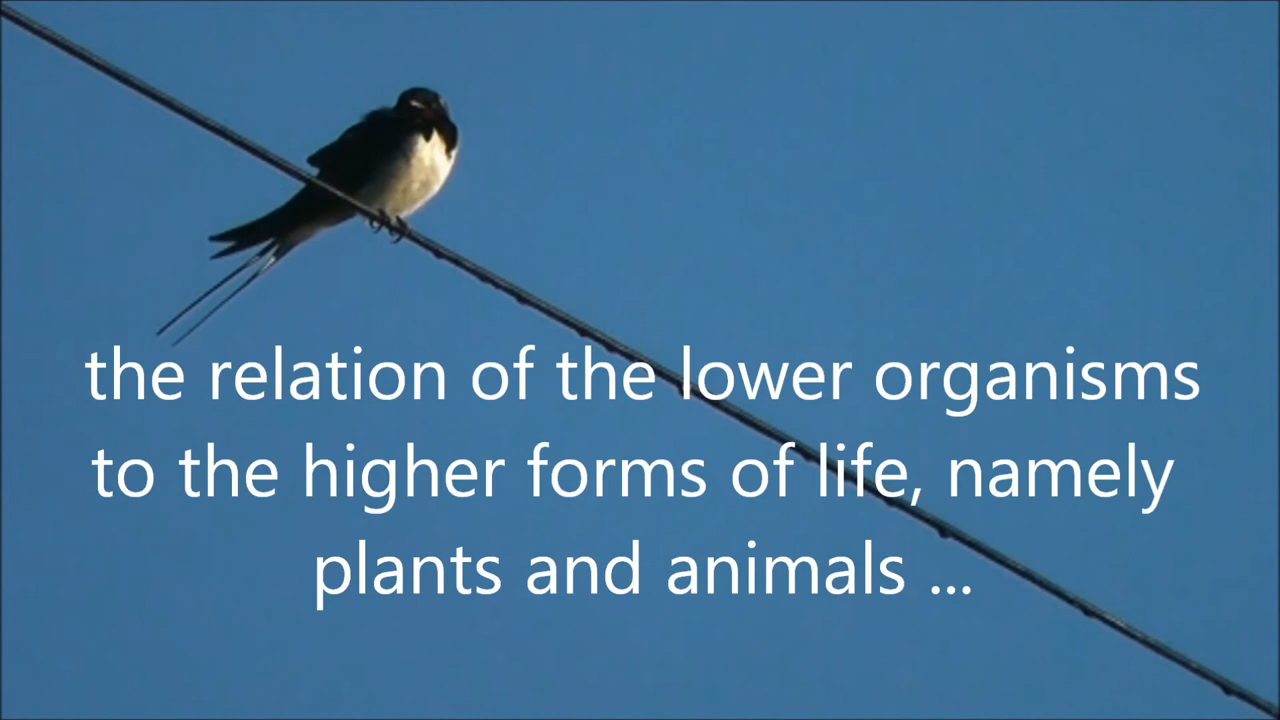 the relation of the lower organisms
to the higher forms of life, namely
plants and animals ...